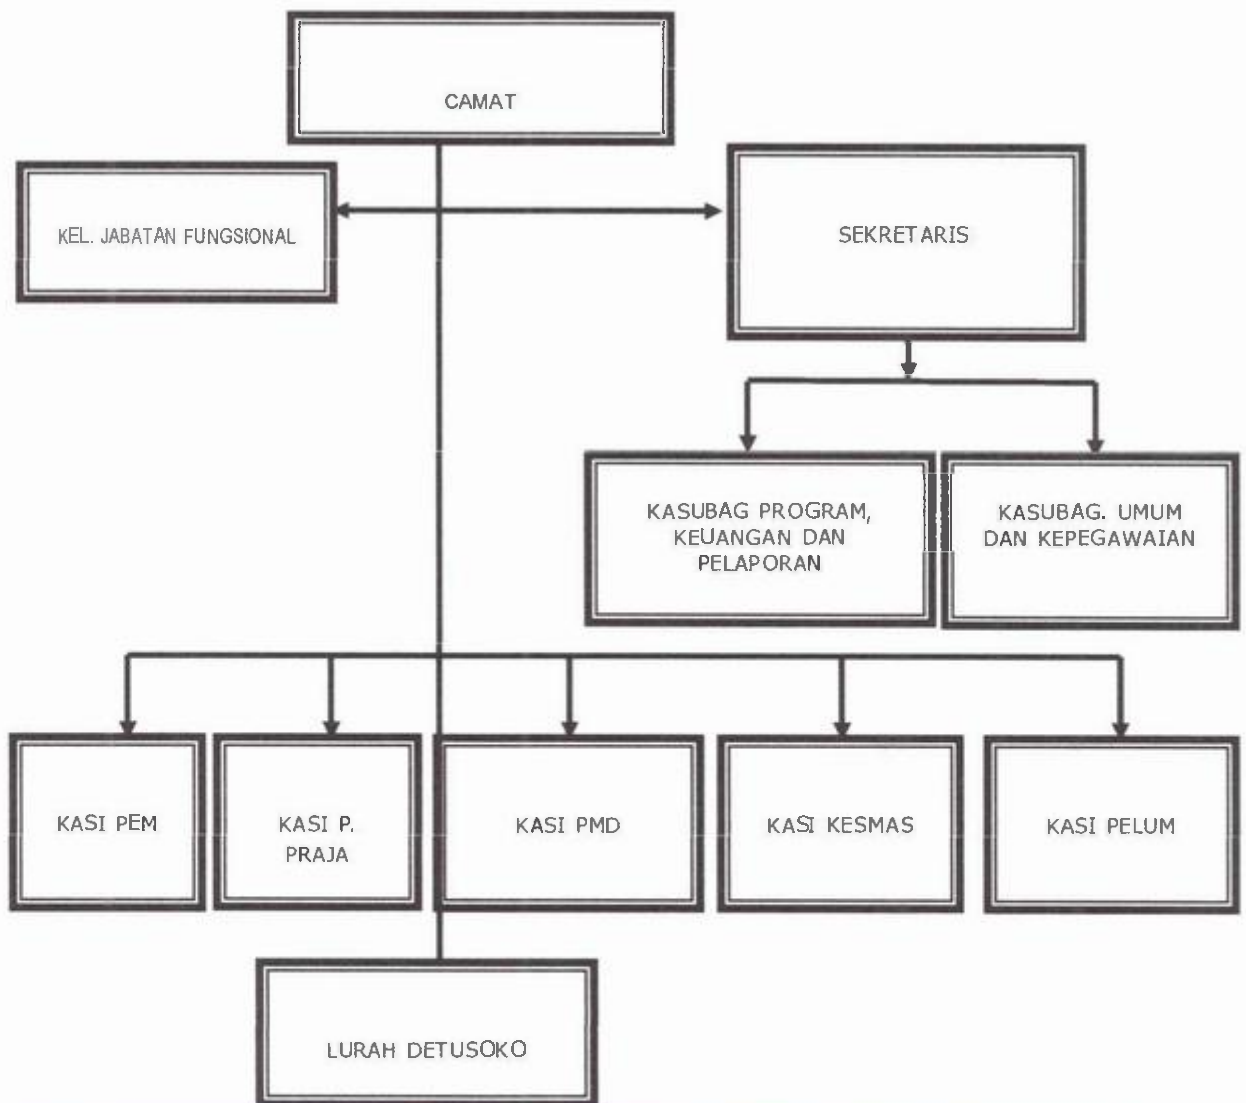 CAMAT
KEL. JABATAN FUNGSIONAL
SEKRETARIS
KASUBAG PROGRAM,
KEUANGAN DAN
PELAPORAN
KASUBAG. UMUM
DAN KEPEGAWAIAN
KASI PEM
KASI P.
PRAJA
KASI PMD
KASI KESMAS
KASI PELUM
LURAH DETUSOKO